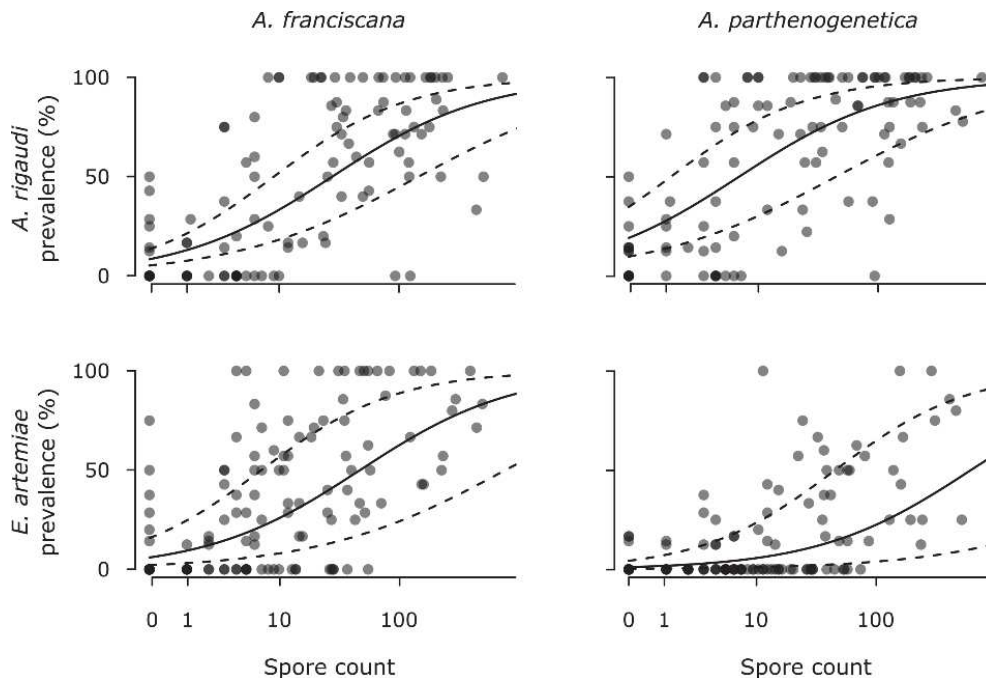 A. franciscana
A. parthenogenetica
A. rigaudi
prevalence (%)
100
50
0
100
50
0
0 1 10 100
0 1 10 100
E. artemiae
prevalence (%)
Spore count
Spore count